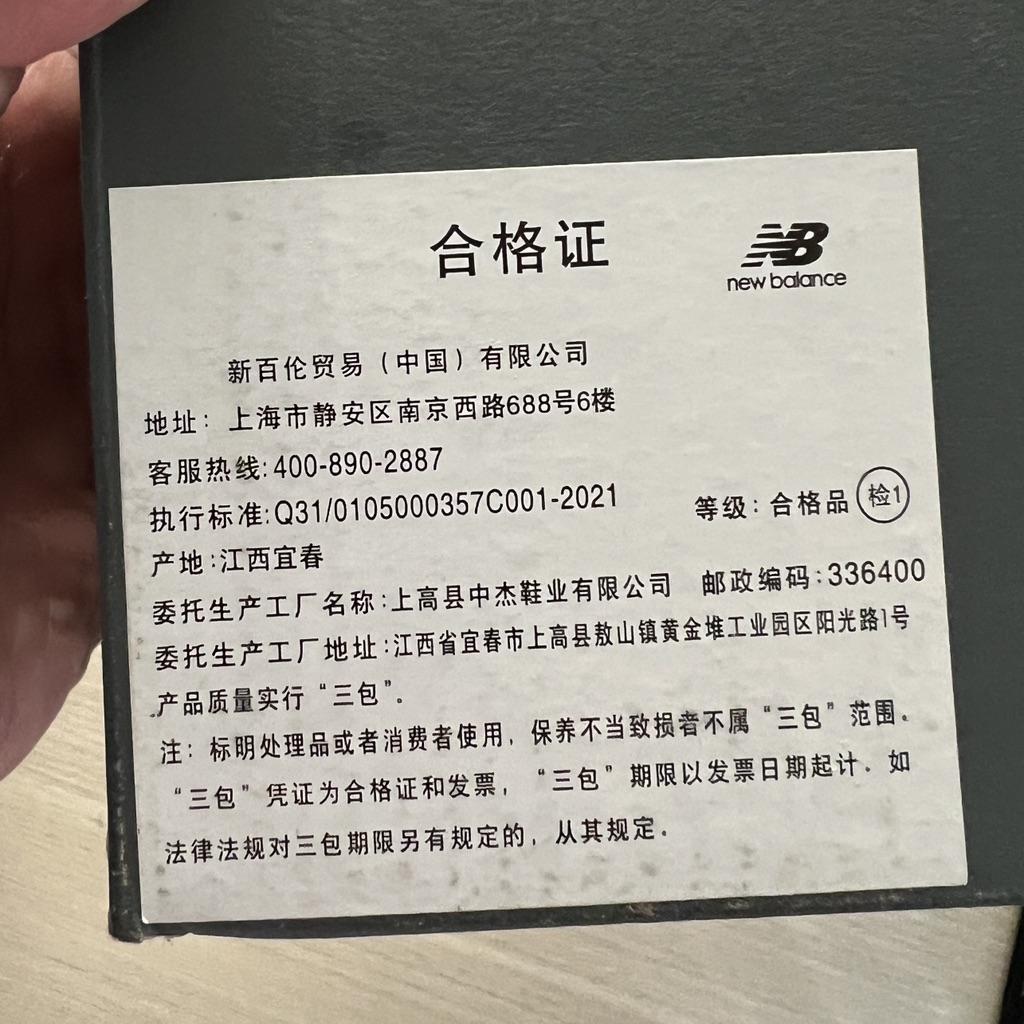 合格证
NB
new balance
新百伦贸易（中国）有限公司
地址：上海市静安区南京西路688号6楼
客服热线:400-890-2887
执行标准:Q31/0105000357C001-2021
等级：合格品 检1
产地:江西宜春
委托生产工厂名称:上高县中杰鞋业有限公司 邮政编码:336400
委托生产工厂地址:江西省宜春市上高县敖山镇黄金堆工业园区阳光路1号
产品质量实行“三包”。
注：标明处理品或者消费者使用，保养不当致损者不属“三包”范围。
“三包”凭证为合格证和发票，“三包”期限以发票日期起计。如
法律法规对三包期限另有规定的，从其规定。